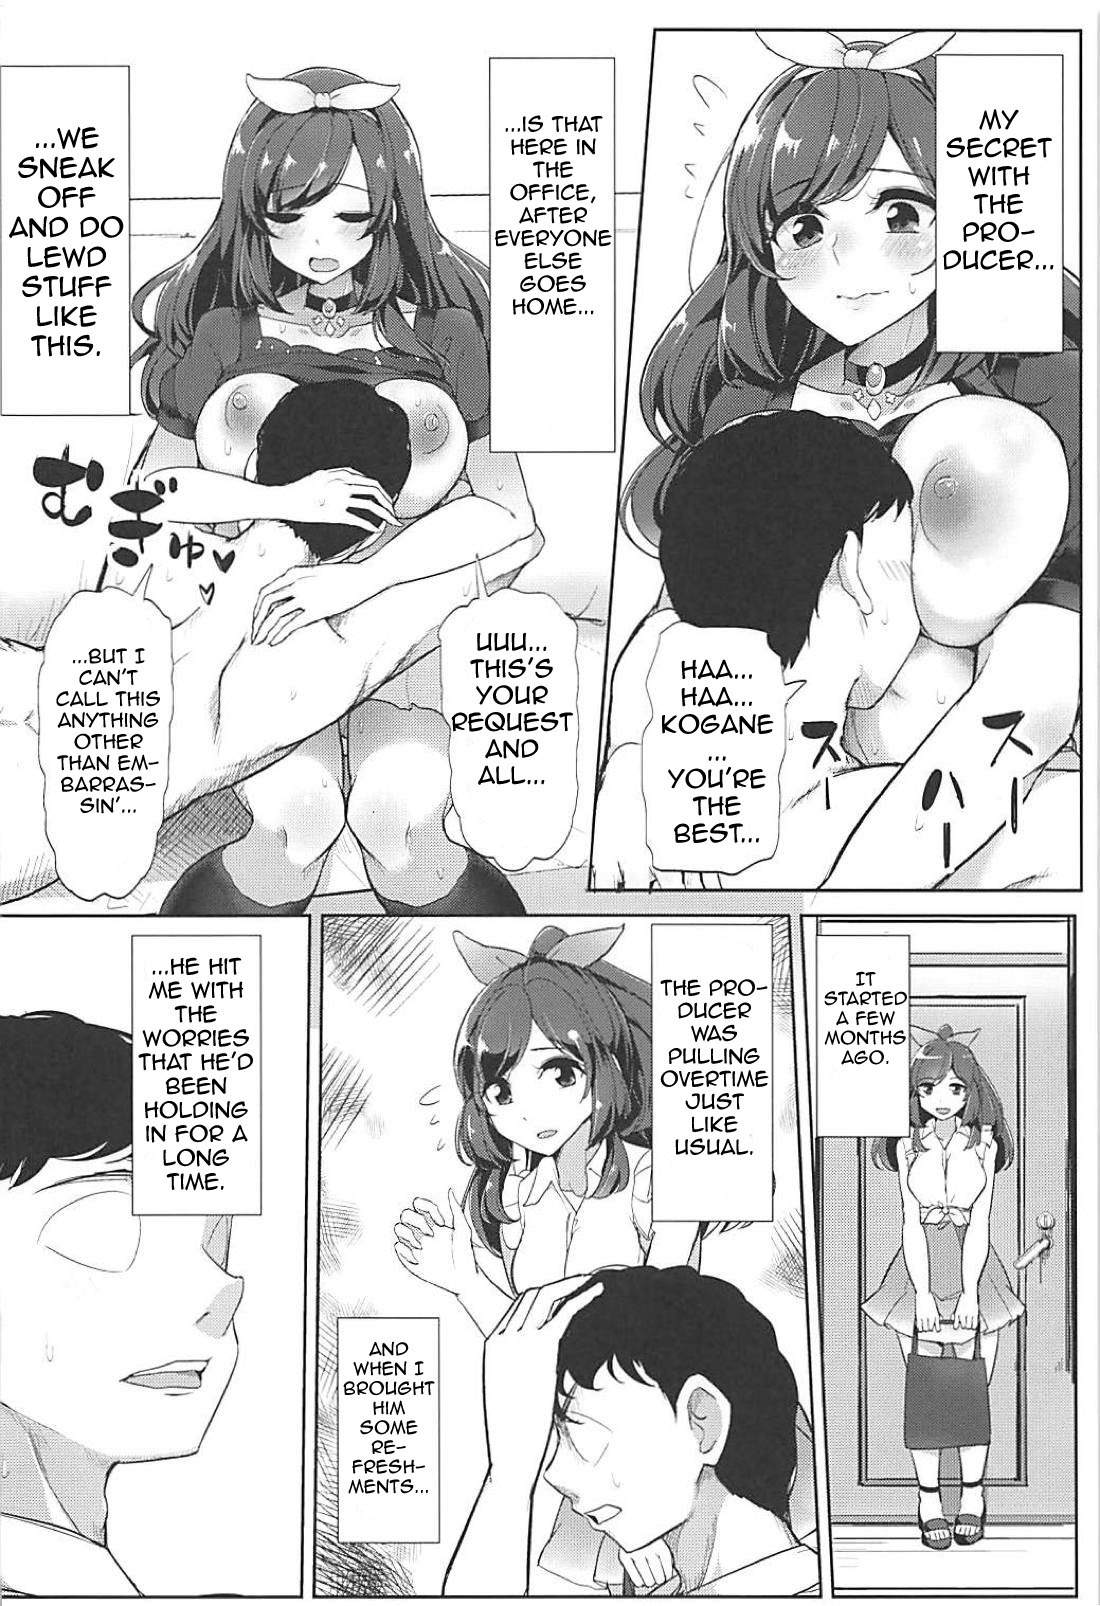 MY
SECRET
WITH
THE
PRO-
DUCER...
HAA...
HAA...
KOGANE
...
YOU'RE
THE
BEST...
ズ
パ
ー
ス
ー
...IS THAT
HERE IN
THE
OFFICE,
AFTER
EVERYONE
ELSE
GOES
HOME...
...WE
SNEAK
OFF
AND DO
LEWD
STUFF
LIKE
THIS.
むぎゅ♥♥
UUU...
THIS'S
YOUR
REQUEST
AND
ALL...
...BUT I
CAN'T
CALL THIS
ANYTHING
OTHER
THAN EM-
BARRAS-
SIN'...
IT
STARTED
A FEW
MONTHS
AGO.
THE PRO-
DUCER
WAS
PULLING
OVERTIME
JUST
LIKE
USUAL.
AND
WHEN I
BROUGHT
HIM
SOME
RE-
FRESH-
MENTS...
...HE HIT
ME WITH
THE
WORRIES
THAT HE'D
BEEN
HOLDING
IN FOR A
LONG
TIME.